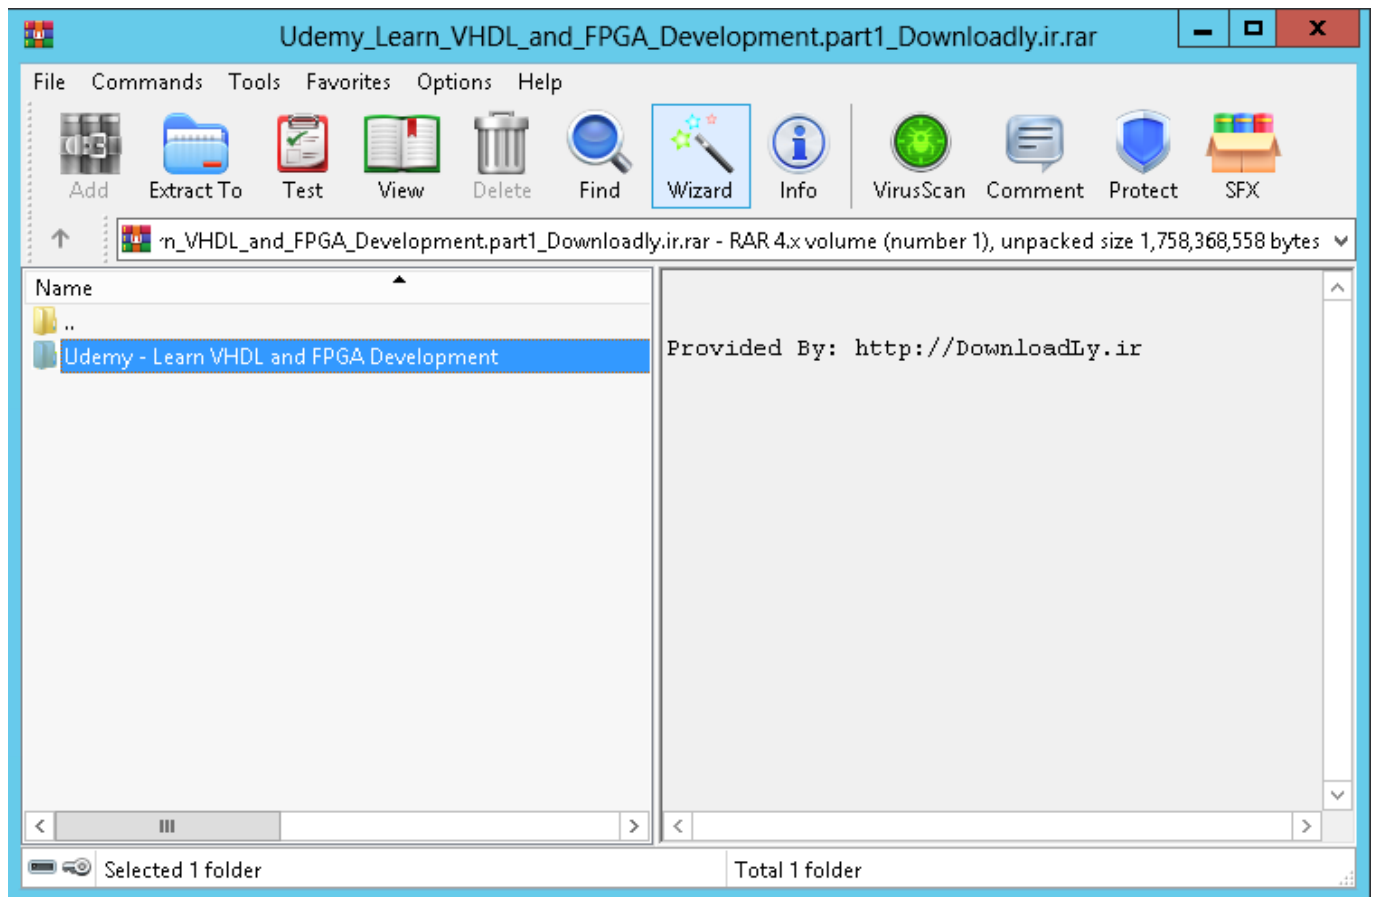 Udemy_Learn_VHDL_and_FPGA_Development.part1_Downloadly.ir.rar
File Commands Tools Favorites Options Help
Add Extract To Test View Delete Find Wizard Info VirusScan Comment Protect SFX
n_VHDL_and_FPGA_Development.part1_Downloadly.ir.rar - RAR 4.x volume (number 1), unpacked size 1,758,368,558 bytes
Name
..
Udemy - Learn VHDL and FPGA Development
Provided By: http://DownloadLy.ir
Selected 1 folder
Total 1 folder